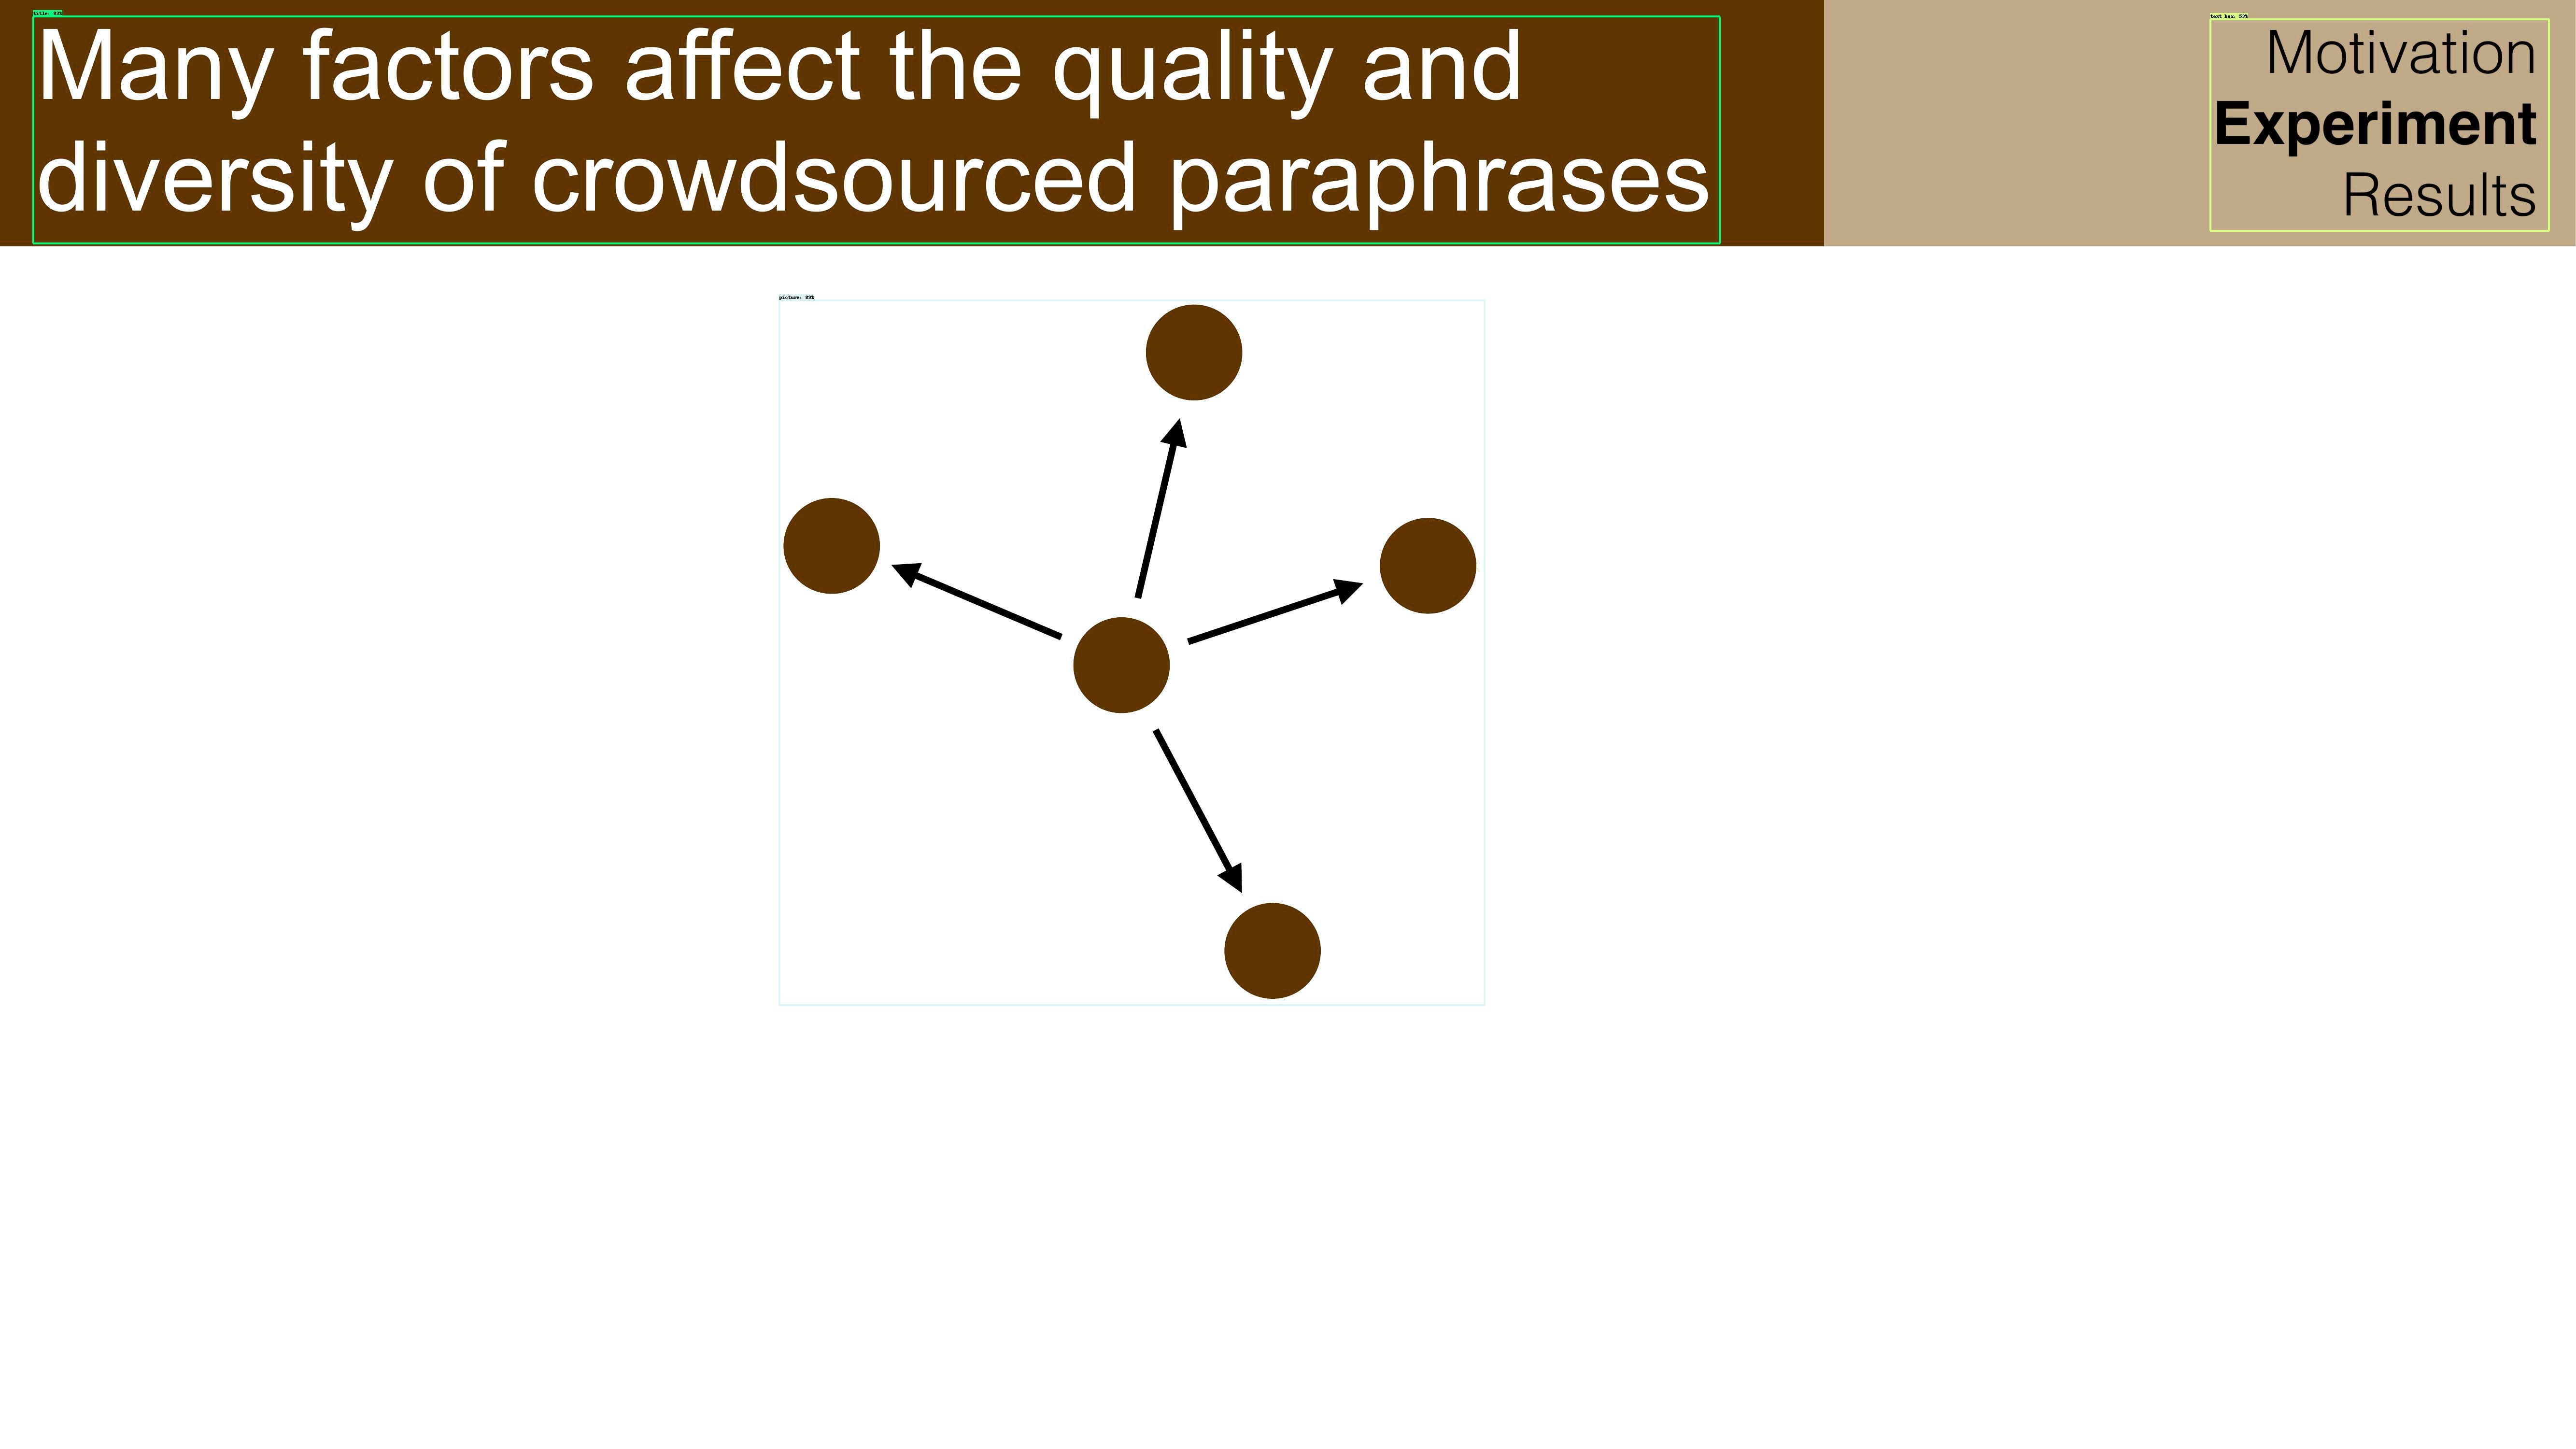 title: 93%
Many factors affect the quality and
diversity of crowdsourced paraphrases
text box: 53%
Motivation
Experiment
Results
picture: 89%